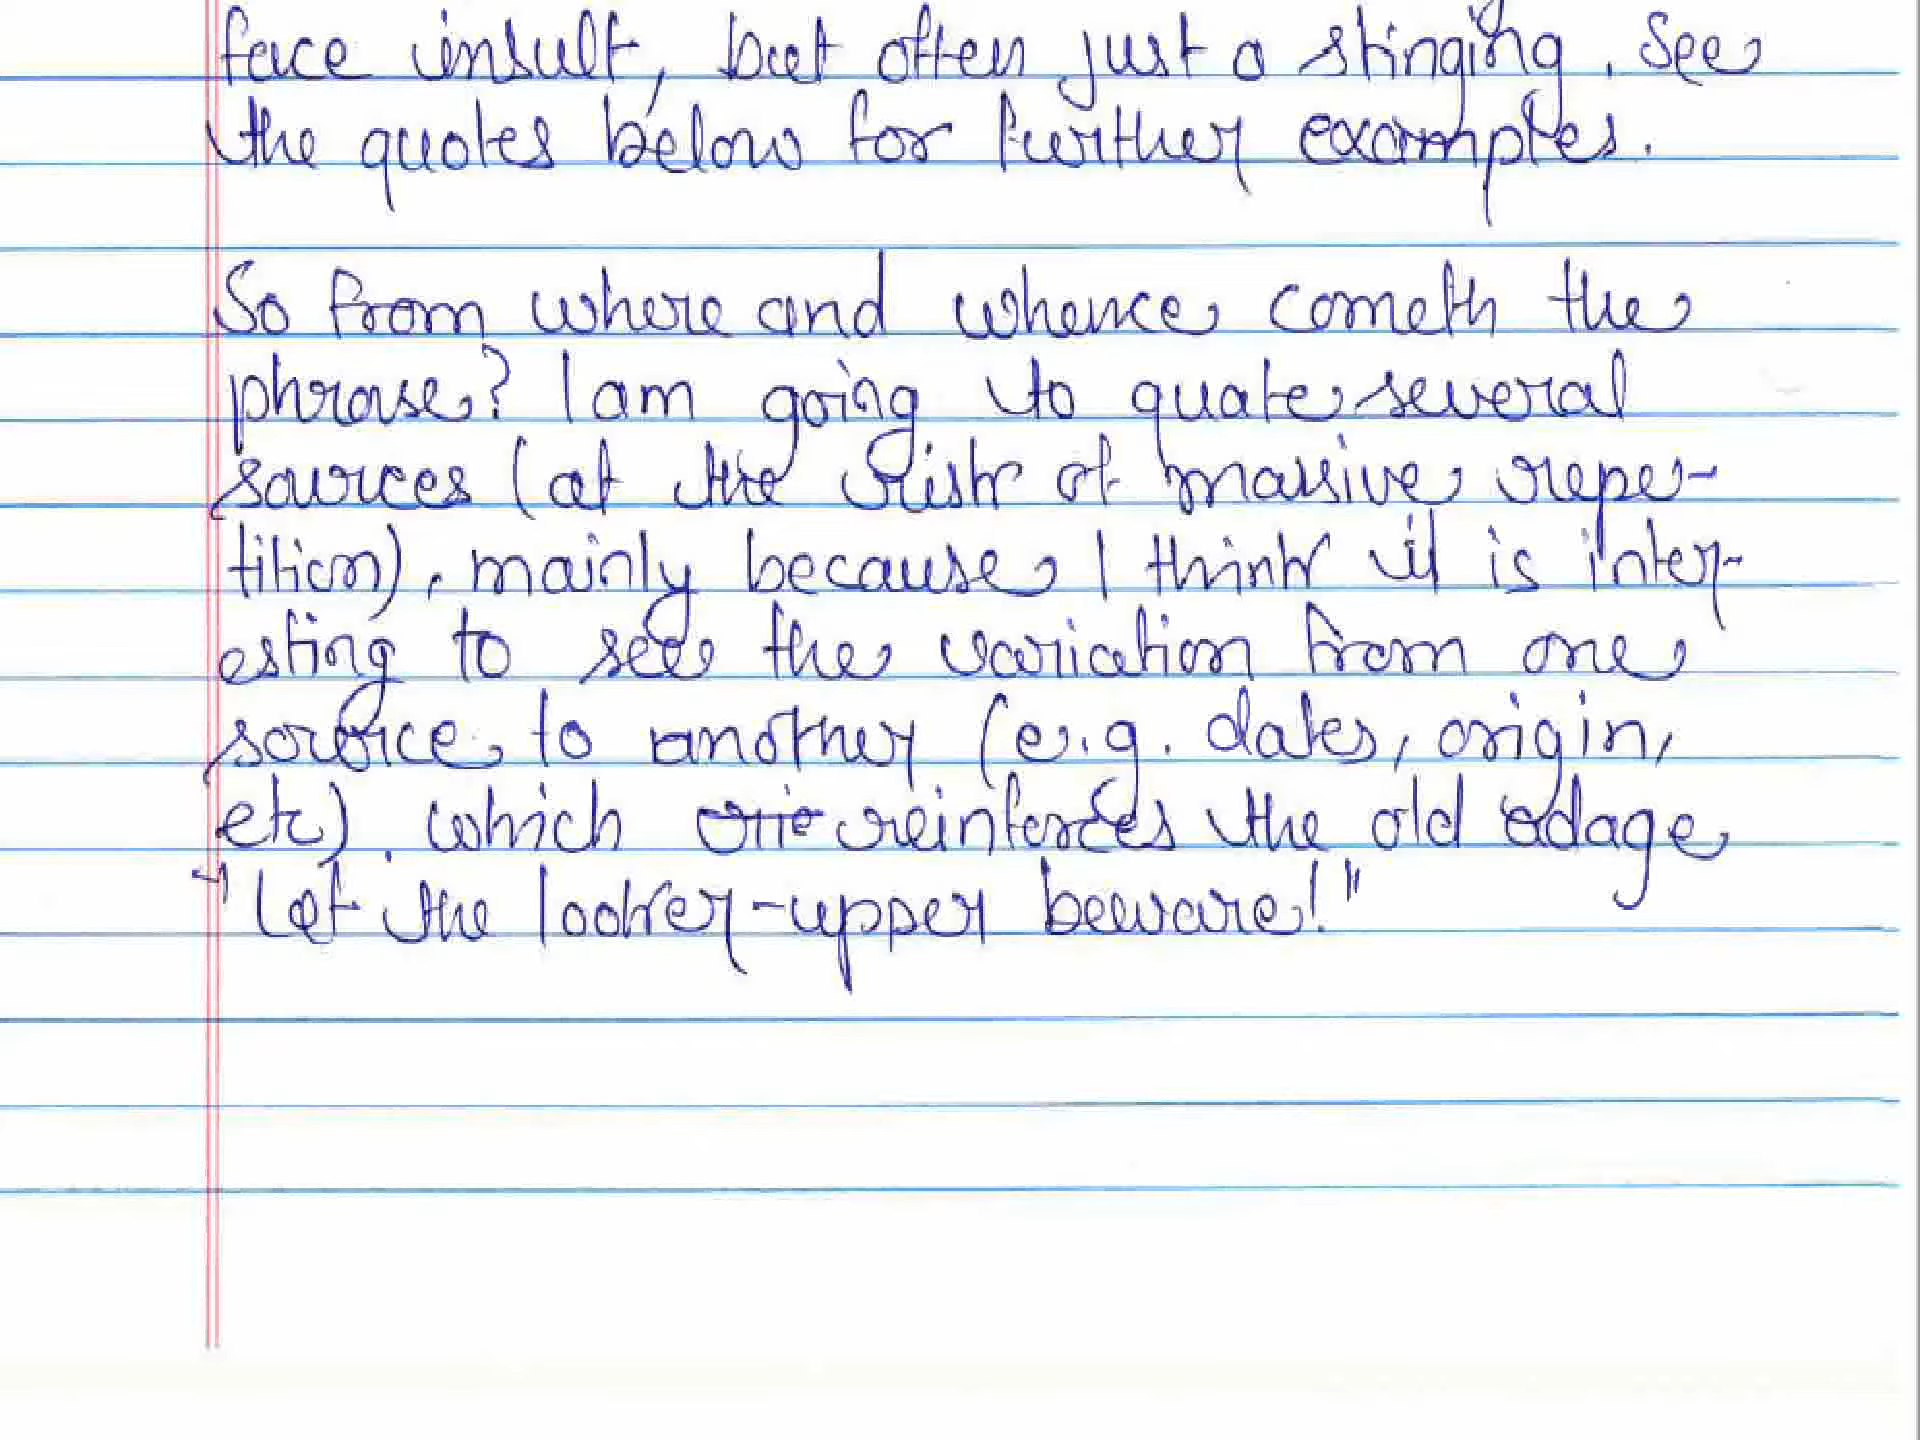 face insult, but often just a stinging. See
the quotes below for further examples.
So from where and whence cometh the
phrase? I am going to quate several
sources (at the risk of massive repe-
tition), mainly because I think it is inter-
esting to see the variation from one
source to another (e.g. dates, origin,
etc), which reinforces the old adage
"Let the looker-upper beware!"